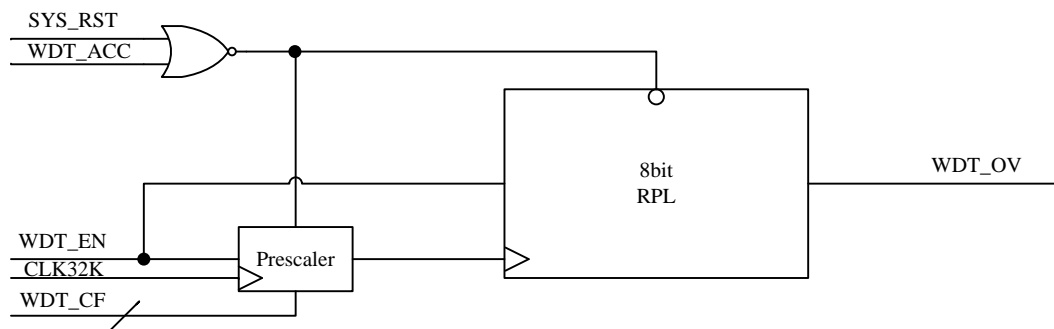 SYS_RST
WDT_ACC
8bit
RPL
WDT_OV
WDT_EN
Prescaler
CLK32K
WDT_CF